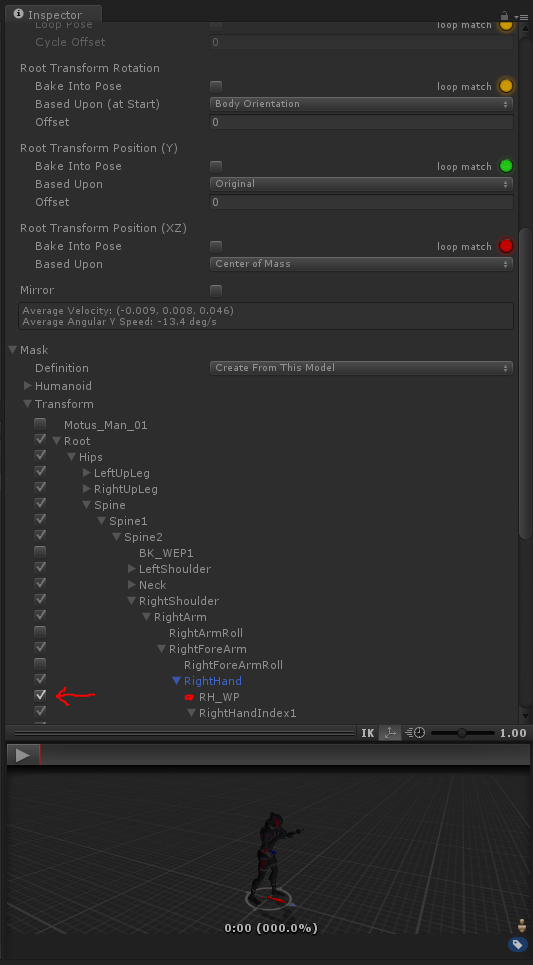 Inspector
Loop Pose loop match
Cycle Offset 0
Root Transform Rotation
Bake Into Pose loop match
Based Upon (at Start) Body Orientation
Offset 0
Root Transform Position (Y)
Bake Into Pose loop match
Based Upon Original
Offset 0
Root Transform Position (XZ)
Bake Into Pose loop match
Based Upon Center of Mass
Mirror
Average Velocity: (-0.009, 0.008, 0.046)
Average Angular Y Speed: -13.4 deg/s
Mask
Definition Create From This Model
Humanoid
Transform
Motus_Man_01
Root
Hips
LeftUpLeg
RightUpLeg
Spine
Spine1
Spine2
BK_WEP1
LeftShoulder
Neck
RightShoulder
RightArm
RightArmRoll
RightForeArm
RightForeArmRoll
RightHand
RH_WP
RightHandIndex1
IK 1.00
0:00 (000.0%)